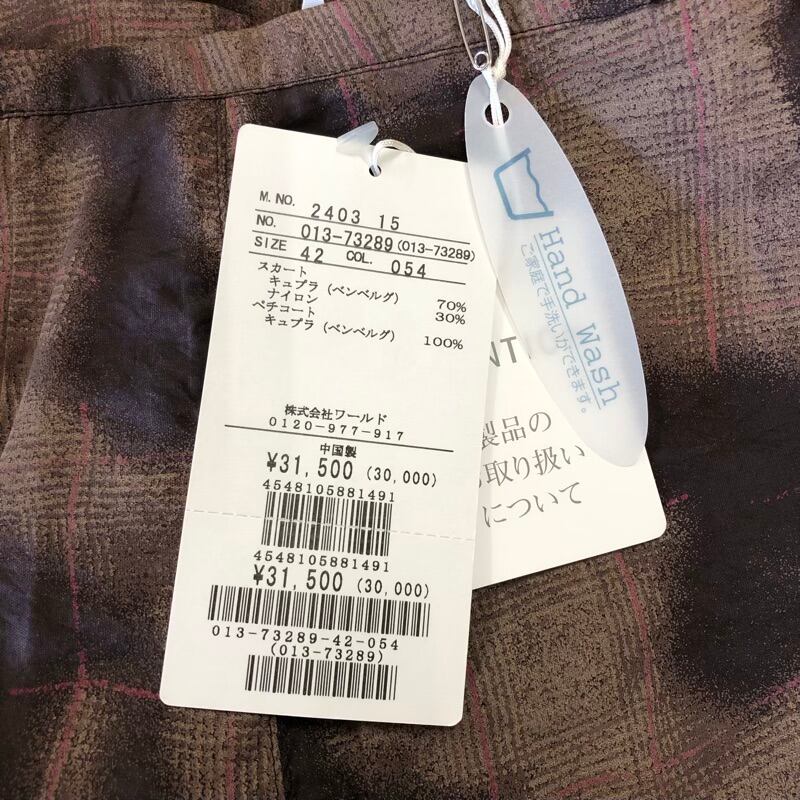 M. NO. 2403 15
NO. 013-73289 (013-73289)
SIZE 42 COL. 054
スカート
キュプラ (ベンベルグ) 70%
ナイロン 30%
ペチコート
キュプラ (ベンベルグ) 100%
株式会社ワールド
0120-977-917
中国製
¥31,500 (30,000)
4548105881491
4548105881491
¥31,500 (30,000)
013-73289-42-054
(013-73289)
Hand Wash
ご家庭で手洗いができます。
製品の
取り扱い
について